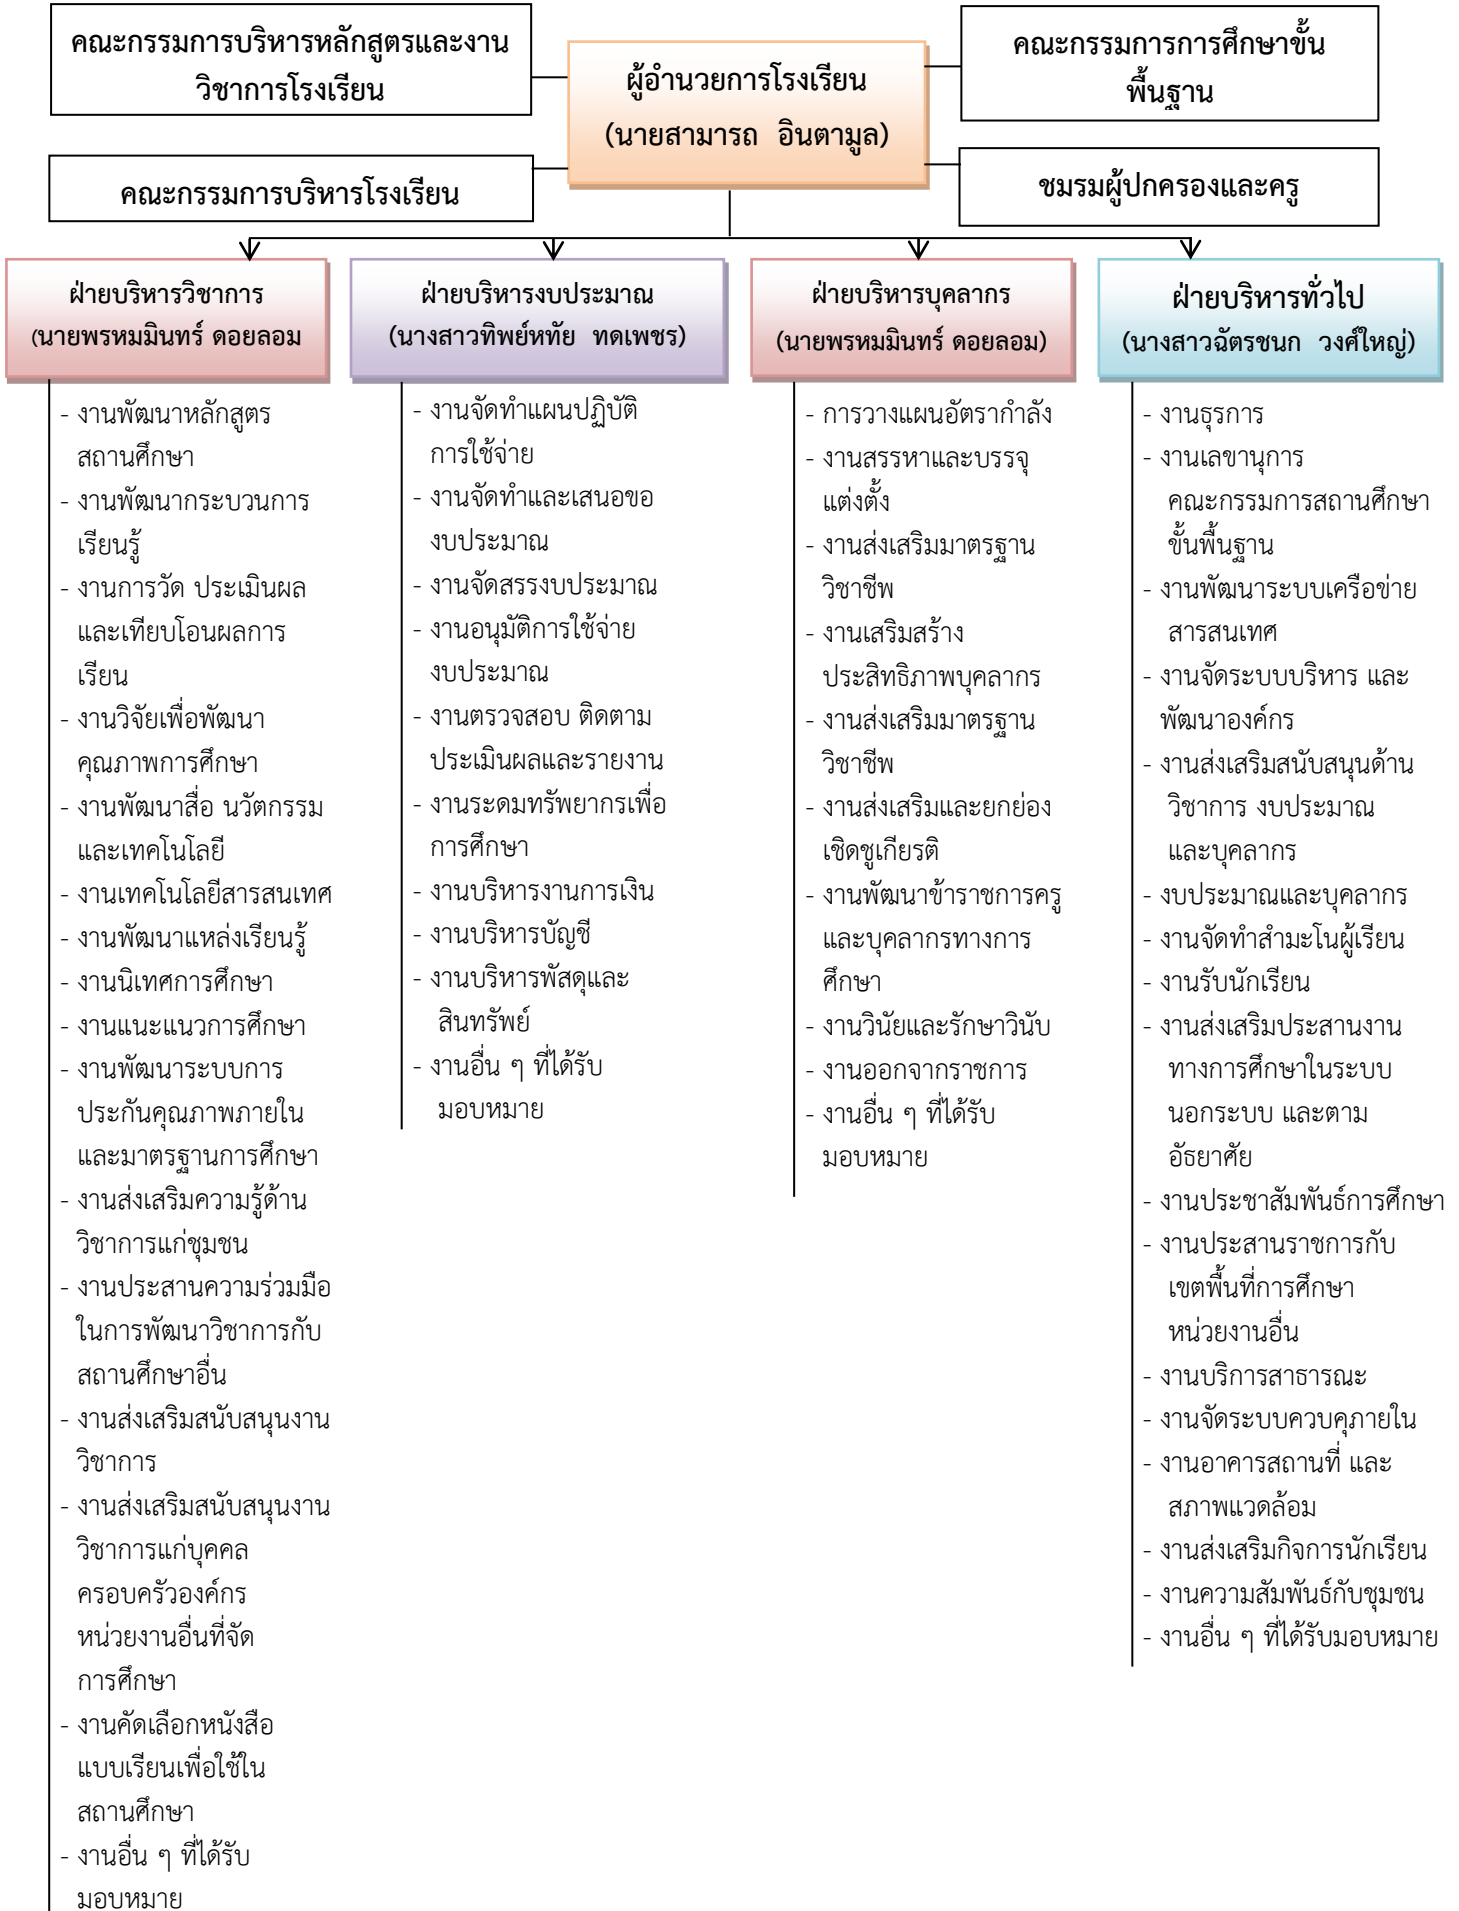 คณะกรรมการบริหารหลักสูตรและงาน
วิชาการโรงเรียน
ผู้อำนวยการโรงเรียน
(นายสามารถ อินตามูล)
คณะกรรมการการศึกษาขั้น
พื้นฐาน
คณะกรรมการบริหารโรงเรียน
ชมรมผู้ปกครองและครู
ฝ่ายบริหารวิชาการ
(นายพรหมมินทร์ ดอยลอม
- งานพัฒนาหลักสูตร
สถานศึกษา
- งานพัฒนากระบวนการ
เรียนรู้
- งานการวัด ประเมินผล
และเทียบโอนผลการ
เรียน
- งานวิจัยเพื่อพัฒนา
คุณภาพการศึกษา
- งานพัฒนาสื่อ นวัตกรรม
และเทคโนโลยี
- งานเทคโนโลยีสารสนเทศ
- งานพัฒนาแหล่งเรียนรู้
- งานนิเทศการศึกษา
- งานแนะแนวการศึกษา
- งานพัฒนาระบบการ
ประกันคุณภาพภายใน
และมาตรฐานการศึกษา
- งานส่งเสริมความรู้ด้าน
วิชาการแก่ชุมชน
- งานประสานความร่วมมือ
ในการพัฒนาวิชาการกับ
สถานศึกษาอื่น
- งานส่งเสริมสนับสนุนงาน
วิชาการ
- งานส่งเสริมสนับสนุนงาน
วิชาการแก่บุคคล
ครอบครัวองค์กร
หน่วยงานอื่นที่จัด
การศึกษา
- งานคัดเลือกหนังสือ
แบบเรียนเพื่อใช้ใน
สถานศึกษา
- งานอื่น ๆ ที่ได้รับ
มอบหมาย
ฝ่ายบริหารงบประมาณ
(นางสาวทิพย์หทัย ทดเพชร)
- งานจัดทำแผนปฏิบัติ
การใช้จ่าย
- งานจัดทำและเสนอขอ
งบประมาณ
- งานจัดสรรงบประมาณ
- งานอนุมัติการใช้จ่าย
งบประมาณ
- งานตรวจสอบ ติดตาม
ประเมินผลและรายงาน
- งานระดมทรัพยากรเพื่อ
การศึกษา
- งานบริหารงานการเงิน
- งานบริหารบัญชี
- งานบริหารพัสดุและ
สินทรัพย์
- งานอื่น ๆ ที่ได้รับ
มอบหมาย
ฝ่ายบริหารบุคลากร
(นายพรหมมินทร์ ดอยลอม)
- การวางแผนอัตรากำลัง
- งานสรรหาและบรรจุ
แต่งตั้ง
- งานส่งเสริมมาตรฐาน
วิชาชีพ
- งานเสริมสร้าง
ประสิทธิภาพบุคลากร
- งานส่งเสริมมาตรฐาน
วิชาชีพ
- งานส่งเสริมและยกย่อง
เชิดชูเกียรติ
- งานพัฒนาข้าราชการครู
และบุคลากรทางการ
ศึกษา
- งานวินัยและรักษาวินับ
- งานออกจากราชการ
- งานอื่น ๆ ที่ได้รับ
มอบหมาย
ฝ่ายบริหารทั่วไป
(นางสาวฉัตรชนก วงศ์ใหญ่)
- งานธุรการ
- งานเลขานุการ
คณะกรรมการสถานศึกษา
ขั้นพื้นฐาน
- งานพัฒนาระบบเครือข่าย
สารสนเทศ
- งานจัดระบบบริหาร และ
พัฒนาองค์กร
- งานส่งเสริมสนับสนุนด้าน
วิชาการ งบประมาณ
และบุคลากร
- งบประมาณและบุคลากร
- งานจัดทำสำมะโนผู้เรียน
- งานรับนักเรียน
- งานส่งเสริมประสานงาน
ทางการศึกษาในระบบ
นอกระบบ และตาม
อัธยาศัย
- งานประชาสัมพันธ์การศึกษา
- งานประสานราชการกับ
เขตพื้นที่การศึกษา
หน่วยงานอื่น
- งานบริการสาธารณะ
- งานจัดระบบควบคุภายใน
- งานอาคารสถานที่ และ
สภาพแวดล้อม
- งานส่งเสริมกิจการนักเรียน
- งานความสัมพันธ์กับชุมชน
- งานอื่น ๆ ที่ได้รับมอบหมาย